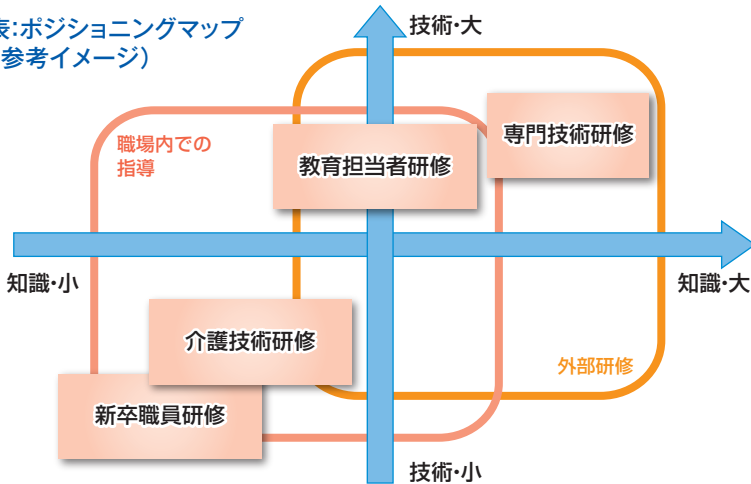 表:ポジショニングマップ
参考イメージ）
技術・大
職場内での
指導
教育担当者研修
専門技術研修
知識・小
知識・大
介護技術研修
外部研修
新卒職員研修
技術・小